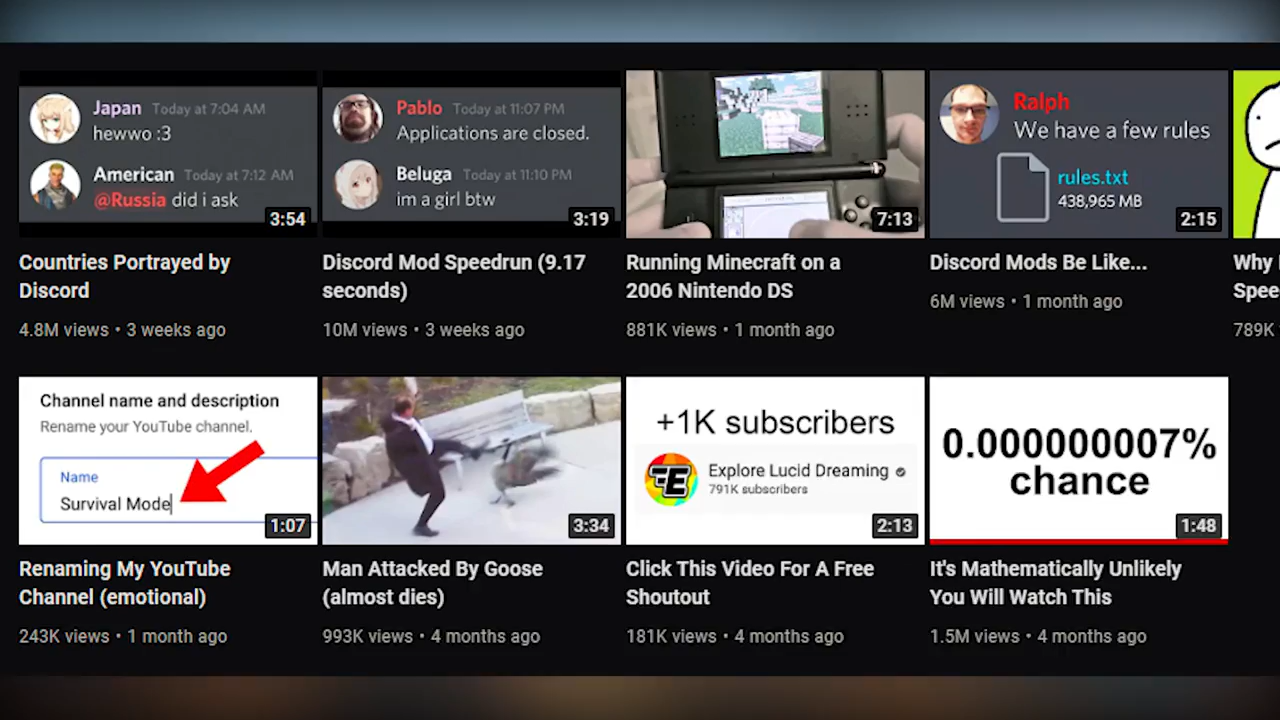 Japan Today at 7:04 AM
hewwo :3
American Today at 7:12 AM
@Russia did i ask
3:54
Pablo Today at 11:07 PM
Applications are closed.
Beluga Today at 11:10 PM
im a girl btw
3:19
7:13
Ralph
We have a few rules
rules.txt
438,965 MB
2:15
Countries Portrayed by
Discord
4.8M views • 3 weeks ago
Discord Mod Speedrun (9.17
seconds)
10M views • 3 weeks ago
Running Minecraft on a
2006 Nintendo DS
881K views • 1 month ago
Discord Mods Be Like...
6M views • 1 month ago
Why
Spee
789K
Channel name and description
Rename your YouTube channel.
Name
Survival Mode
1:07
3:34
+1K subscribers
Explore Lucid Dreaming
791K subscribers
2:13
0.000000007%
chance
1:48
Renaming My YouTube
Channel (emotional)
243K views • 1 month ago
Man Attacked By Goose
(almost dies)
993K views • 4 months ago
Click This Video For A Free
Shoutout
181K views • 4 months ago
It's Mathematically Unlikely
You Will Watch This
1.5M views • 4 months ago